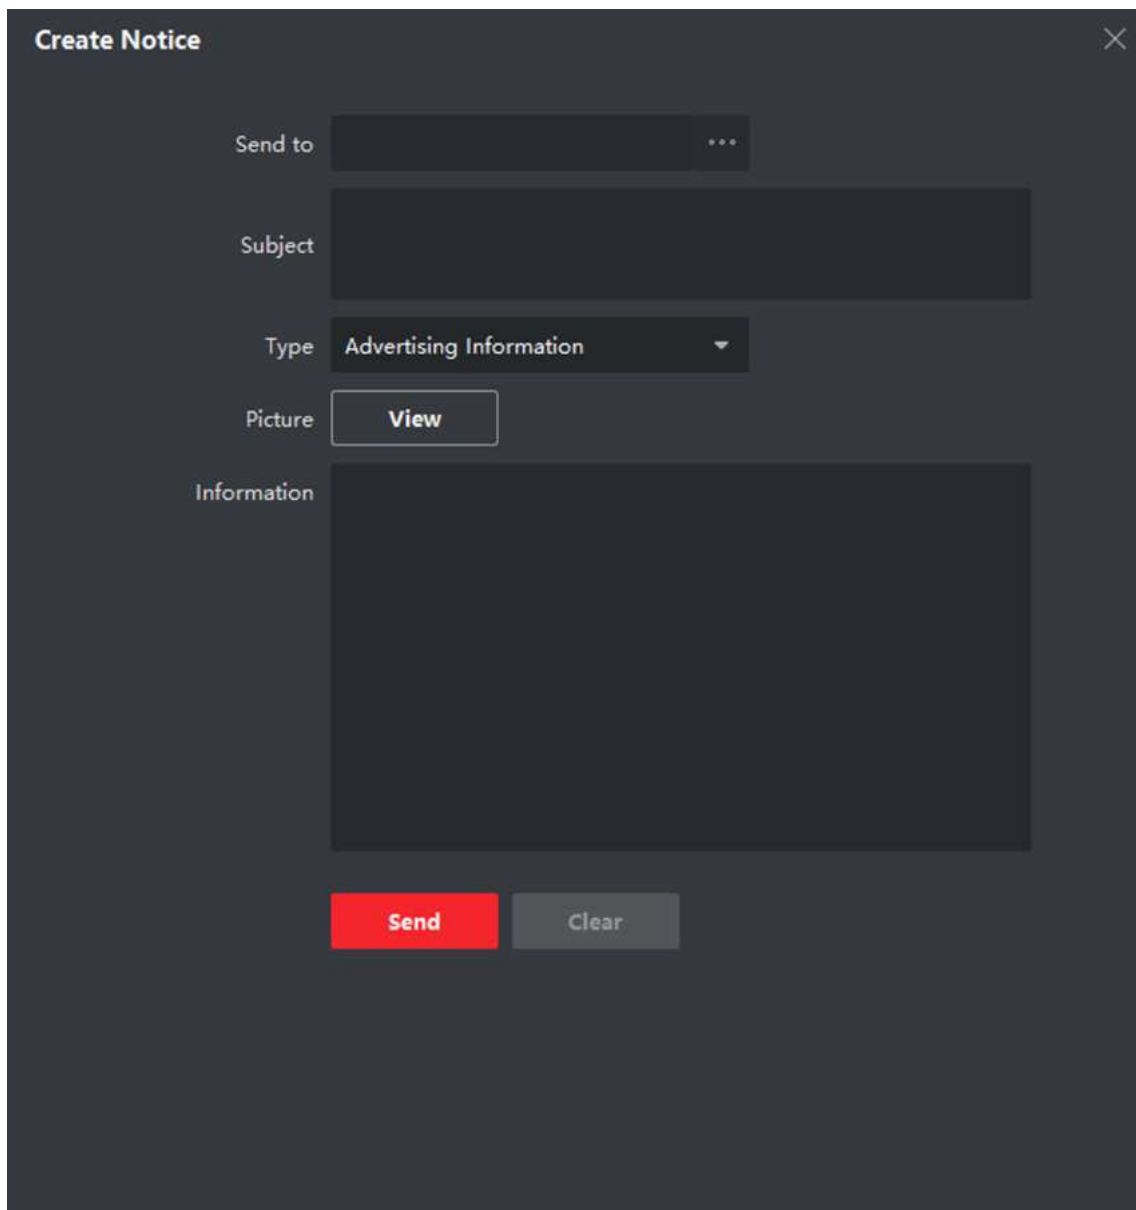 Create Notice
Send to
Subject
Type Advertising Information
Picture View
Information
Send Clear